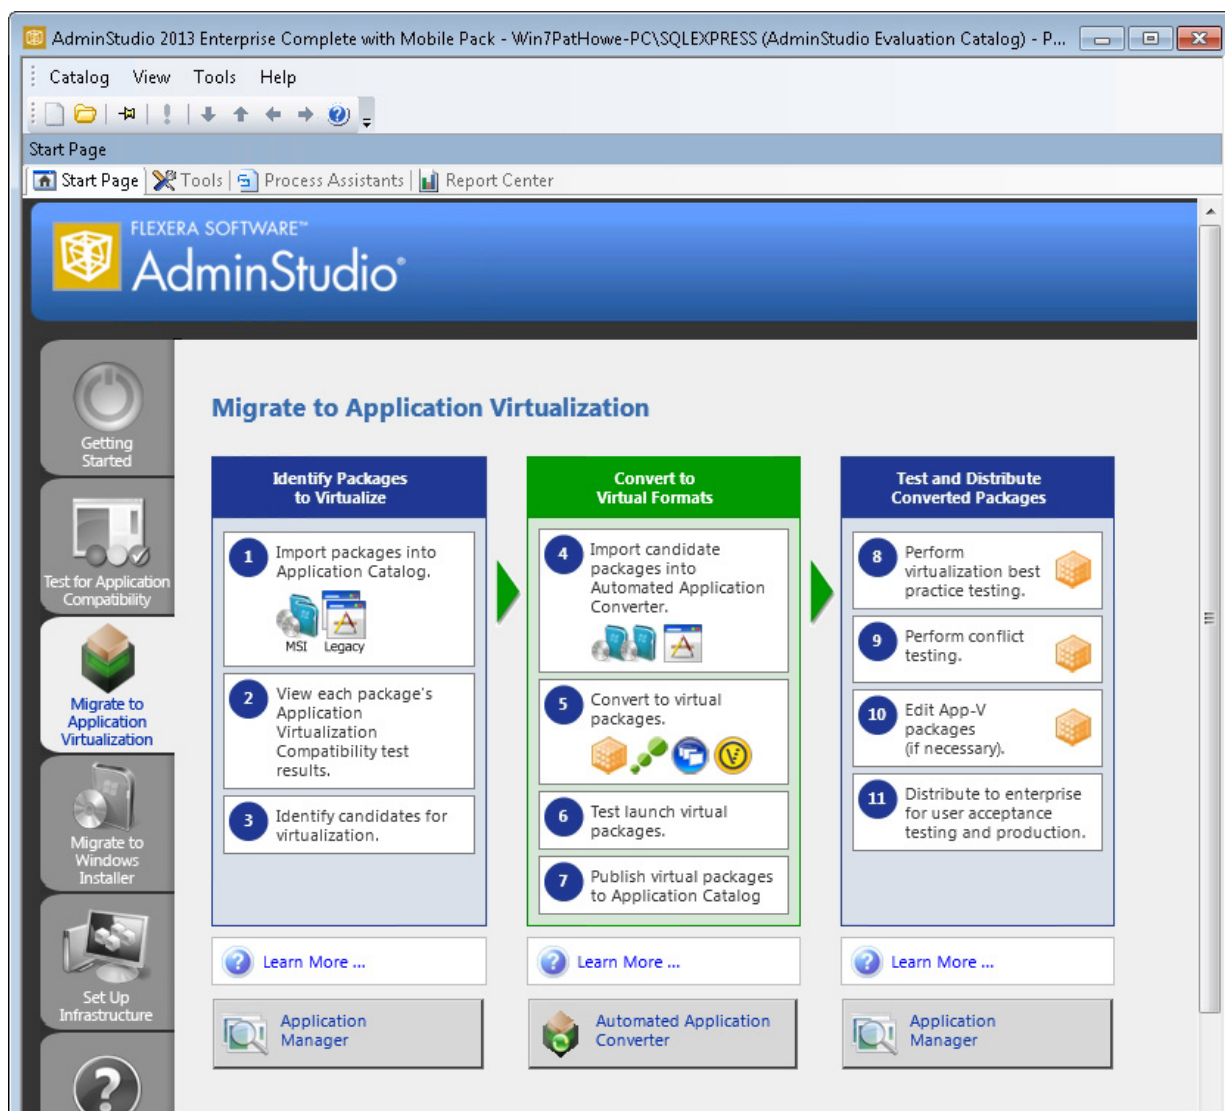 AdminStudio 2013 Enterprise Complete with Mobile Pack - Win7PatHowe-PC\SQLEXPRESS (AdminStudio Evaluation Catalog) - P...
Catalog View Tools Help
Start Page
Start Page Tools Process Assistants Report Center
FLEXERA SOFTWARE™
AdminStudio®
Getting
Started
Test for Application
Compatibility
Migrate to
Application
Virtualization
Migrate to
Windows
Installer
Set Up
Infrastructure
Migrate to Application Virtualization
Identify Packages
to Virtualize
1 Import packages into
Application Catalog.
MSI Legacy
2 View each package's
Application
Virtualization
Compatibility test
results.
3 Identify candidates for
virtualization.
Learn More ...
Application
Manager
Convert to
Virtual Formats
4 Import candidate
packages into
Automated Application
Converter.
5 Convert to virtual
packages.
6 Test launch virtual
packages.
7 Publish virtual packages
to Application Catalog
Learn More ...
Automated Application
Converter
Test and Distribute
Converted Packages
8 Perform
virtualization best
practice testing.
9 Perform conflict
testing.
10 Edit App-V
packages
(if necessary).
11 Distribute to enterprise
for user acceptance
testing and production.
Learn More ...
Application
Manager